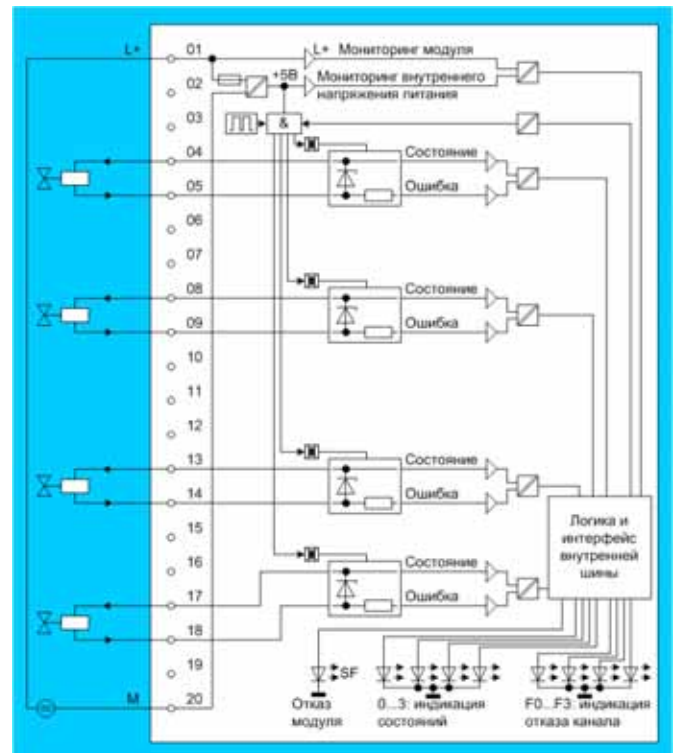 L+
01
L+ Мониторинг модуля
+5В
Мониторинг внутреннего
напряжения питания
02
03
&
04
Состояние
05
Ошибка
06
07
08
Состояние
09
Ошибка
10
11
12
13
Состояние
14
Ошибка
15
Логика и
интерфейс
внутренней
шины
16
Состояние
17
Ошибка
18
19
SF
M
20
Отказ
модуля
0...3: индикация
состояний
F0...F3: индикация
отказа канала